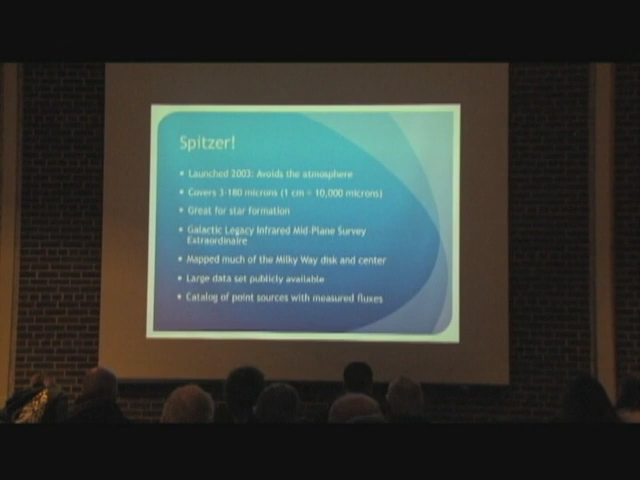 Spitzer!
• Launched 2003: Avoids the atmosphere
• Covers 3-180 microns (1 cm = 10,000 microns)
• Great for star formation
• Galactic Legacy Infrared Mid-Plane Survey
Extraordinaire
• Mapped much of the Milky Way disk and center
• Large data set publicly available
• Catalog of point sources with measured fluxes